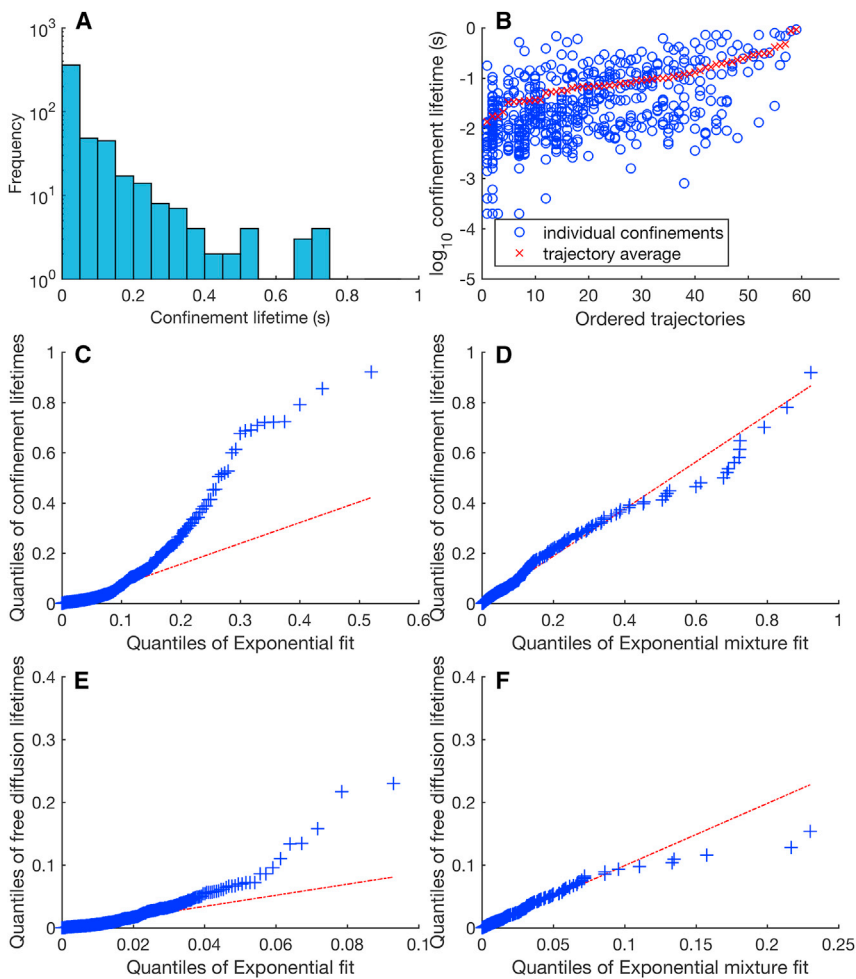 A
10^3
10^2
10^1
10^0
Frequency
0 0.2 0.4 0.6 0.8 1
Confinement lifetime (s)
B
0
-1
-2
-3
-4
-5
log10 confinement lifetime (s)
individual confinements
trajectory average
0 10 20 30 40 50 60
Ordered trajectories
C
1
0.8
0.6
0.4
0.2
0
Quantiles of confinement lifetimes
0 0.1 0.2 0.3 0.4 0.5 0.6
Quantiles of Exponential fit
D
1
0.8
0.6
0.4
0.2
0
Quantiles of confinement lifetimes
0 0.2 0.4 0.6 0.8 1
Quantiles of Exponential mixture fit
E
0.4
0.3
0.2
0.1
0
Quantiles of free diffusion lifetimes
0 0.02 0.04 0.06 0.08 0.1
Quantiles of Exponential fit
F
0.4
0.3
0.2
0.1
0
Quantiles of free diffusion lifetimes
0 0.05 0.1 0.15 0.2 0.25
Quantiles of Exponential mixture fit